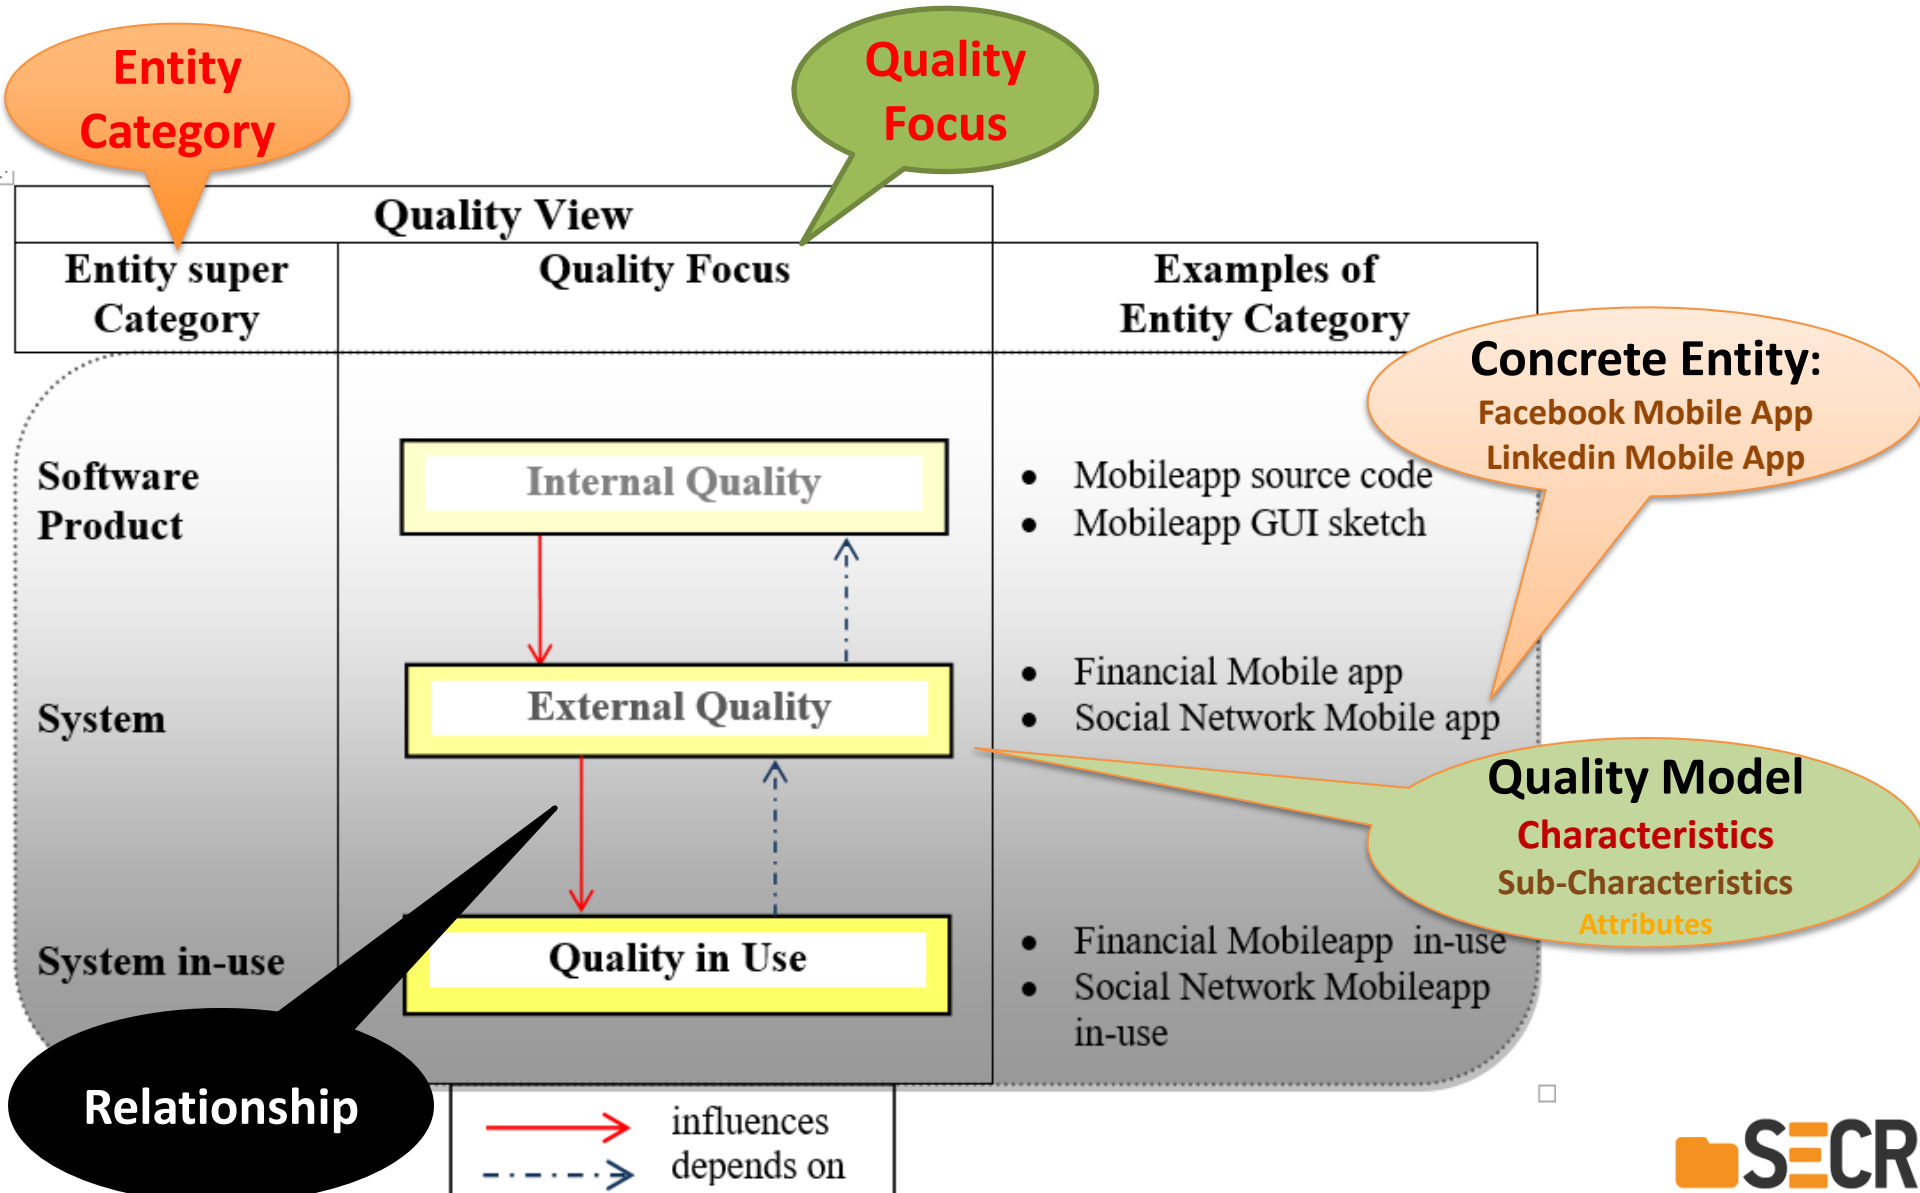 Entity
Category
Quality
Focus
Quality View
Entity super
Category
Quality Focus
Examples of
Entity Category
Concrete Entity:
Facebook Mobile App
Linkedin Mobile App
Software
Product
Internal Quality
• Mobileapp source code
• Mobileapp GUI sketch
System
External Quality
• Financial Mobile app
• Social Network Mobile app
Quality Model
Characteristics
Sub-Characteristics
Attributes
System in-use
Quality in Use
• Financial Mobileapp in-use
• Social Network Mobileapp
in-use
Relationship
influences
depends on
SECR